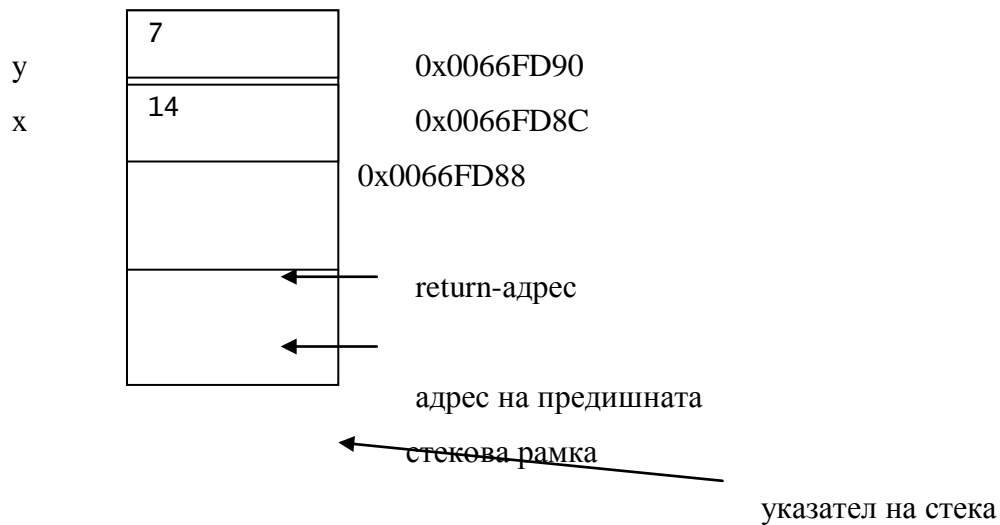 7
y 0x0066FD90
x 14 0x0066FD8C
0x0066FD88
return-адрес
адрес на предишната
стекова рамка
указател на стека